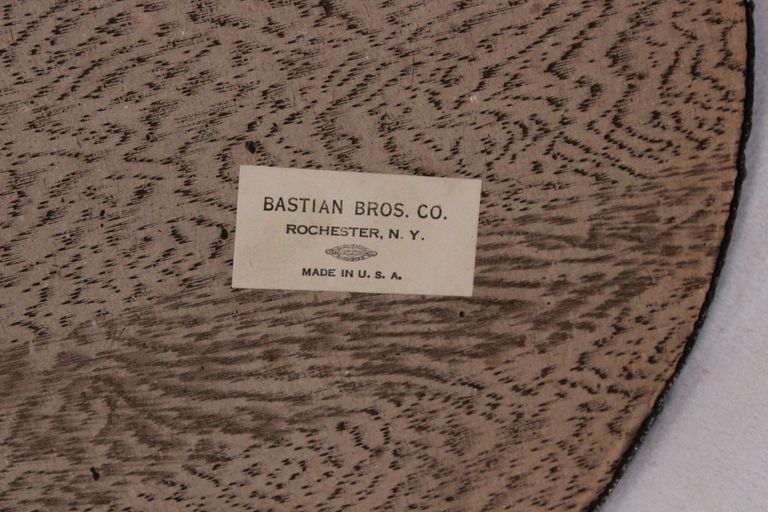 BASTIAN BROS. CO.
ROCHESTER, N. Y.
MADE IN U. S. A.